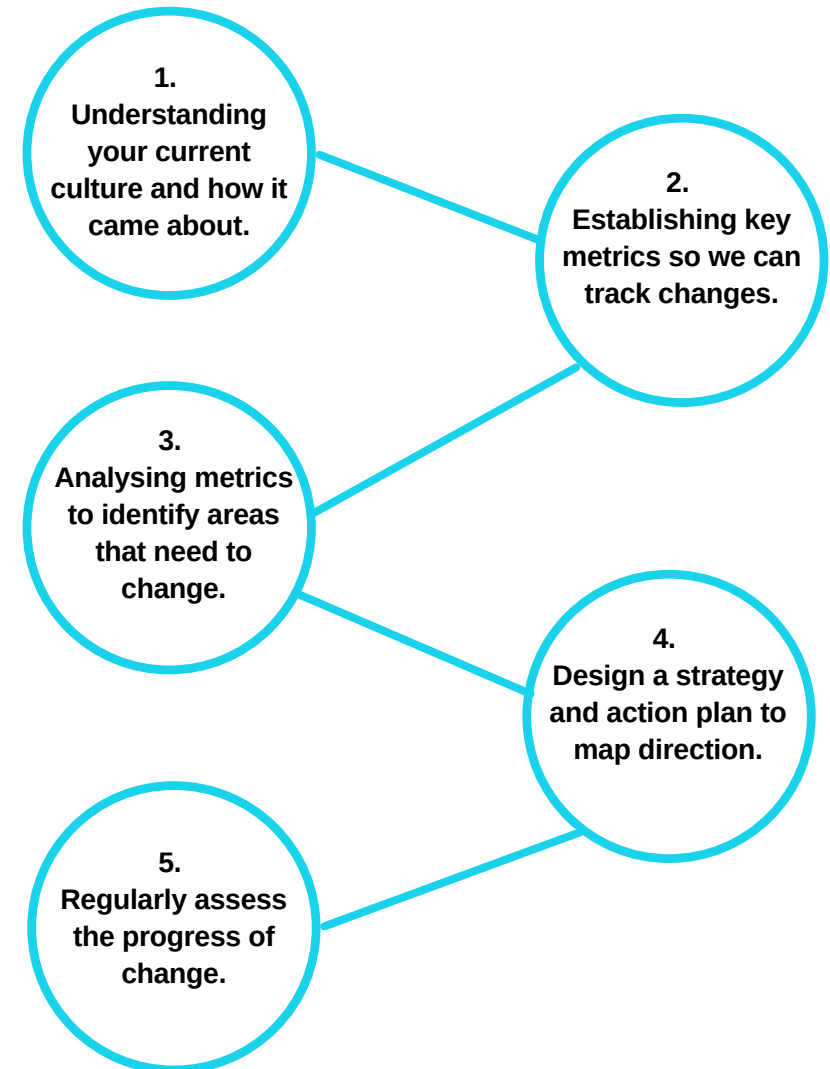 1.
Understanding
your current
culture and how it
came about.
2.
Establishing key
metrics so we can
track changes.
3.
Analysing metrics
to identify areas
that need to
change.
4.
Design a strategy
and action plan to
map direction.
5.
Regularly assess
the progress of
change.